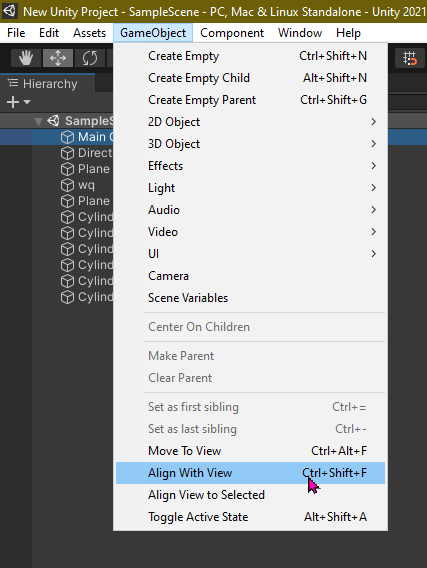 New Unity Project - SampleScene - PC, Mac & Linux Standalone - Unity 2021
File Edit Assets GameObject Component Window Help
Hierarchy
Create Empty Ctrl+Shift+N
Create Empty Child Alt+Shift+N
Create Empty Parent Ctrl+Shift+G
2D Object
3D Object
Effects
Light
Audio
Video
UI
Camera
Scene Variables
Center On Children
Make Parent
Clear Parent
Set as first sibling Ctrl+=
Set as last sibling Ctrl+-
Move To View Ctrl+Alt+F
Align With View Ctrl+Shift+F
Align View to Selected
Toggle Active State Alt+Shift+A
SampleS
Main C
Direct
Plane
wq
Plane
Cylind
Cylind
Cylind
Cylind
Cylind
Cylind